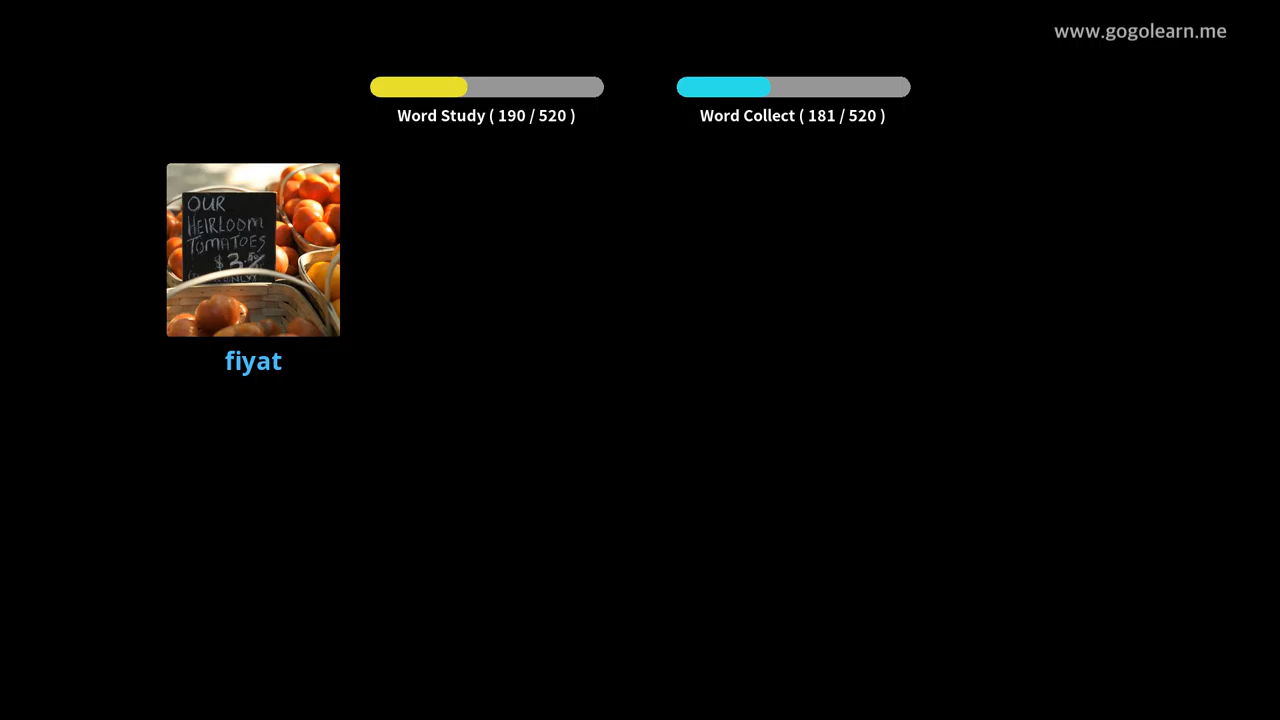 www.gogolearn.me
Word Study ( 190 / 520 )
Word Collect ( 181 / 520 )
OUR
HEIRLOOM
TOMATOES
fiyat